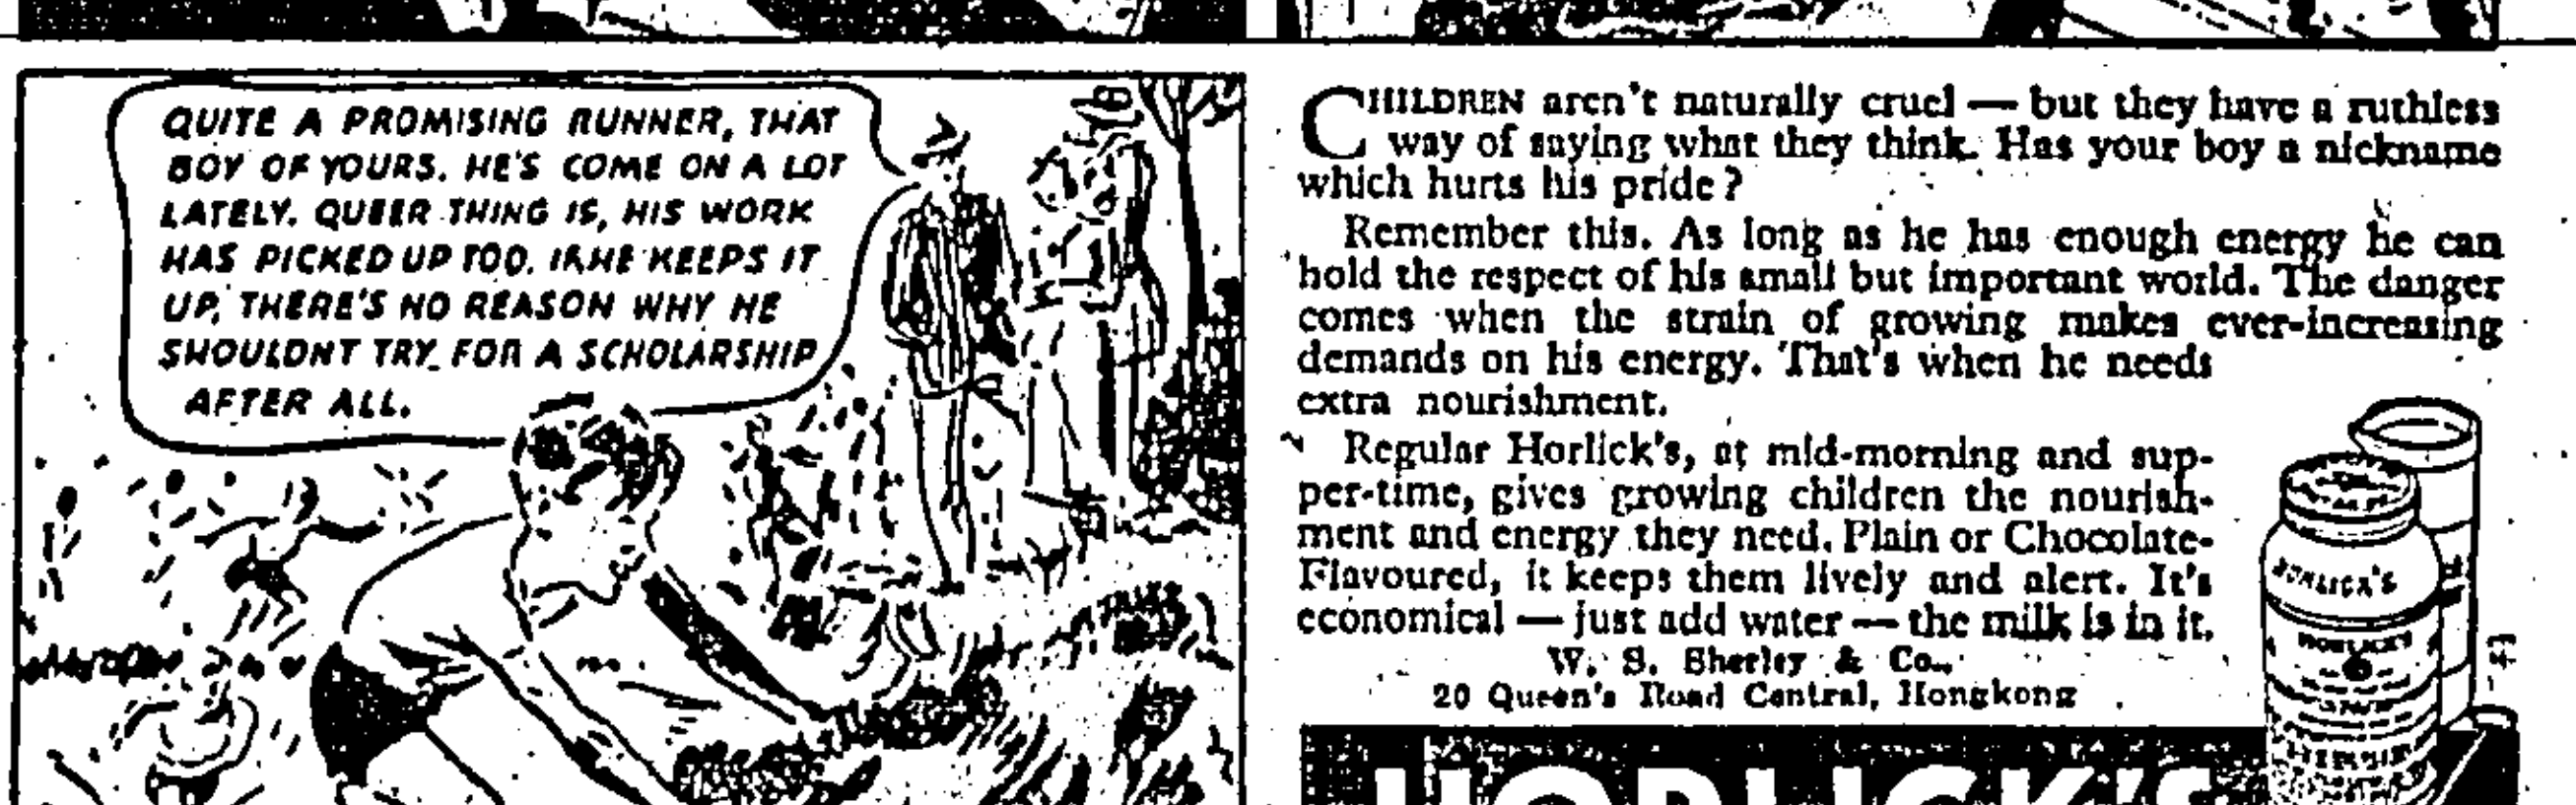 QUITE A PROMISING RUNNER, THAT
BOY OF YOURS. HE'S COME ON A LOT
LATELY. QUEER THING IS, HIS WORK
HAS PICKED UP TOO. IF HE KEEPS IT
UP, THERE'S NO REASON WHY HE
SHOULDNT TRY FOR A SCHOLARSHIP
AFTER ALL.
CHILDREN aren't naturally cruel — but they have a ruthless
way of saying what they think. Has your boy a nickname
which hurts his pride?
Remember this. As long as he has enough energy he can
hold the respect of his small but important world. The danger
comes when the strain of growing makes ever-increasing
demands on his energy. That's when he needs
extra nourishment.
Regular Horlick's, at mid-morning and sup-
per-time, gives growing children the nourish-
ment and energy they need. Plain or Chocolate-
Flavoured, it keeps them lively and alert. It's
economical — just add water — the milk is in it.
W. S. Sherley & Co.,
20 Queen's Road Central, Hongkong
HORLICK'S
HORLICK'S
HORLICK'S